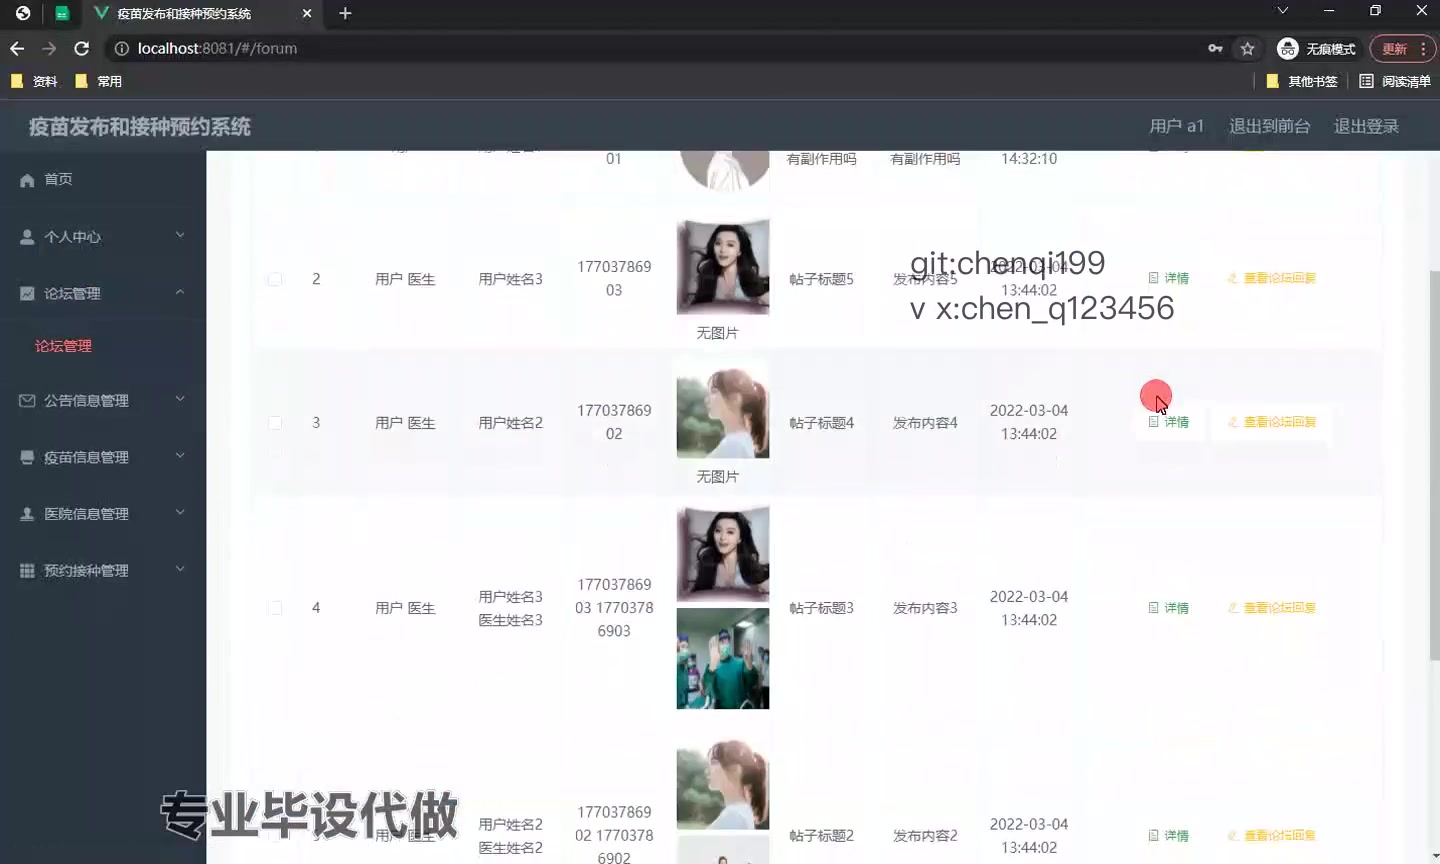 疫苗发布和接种预约系统
localhost:8081/#/forum
无痕模式
更新
资料
常用
其他书签
阅读清单
疫苗发布和接种预约系统
用户 a1
退出到前台
退出登录
首页
个人中心
论坛管理
论坛管理
公告信息管理
疫苗信息管理
医院信息管理
预约接种管理
01
有副作用吗
有副作用吗
14:32:10
2
用户 医生
用户姓名3
177037869
03
无图片
帖子标题5
发布内容5
2022-03-04
13:44:02
详情
查看论坛回复
git:chenqi199
v x:chen_q123456
3
用户 医生
用户姓名2
177037869
02
无图片
帖子标题4
发布内容4
2022-03-04
13:44:02
详情
查看论坛回复
4
用户 医生
用户姓名3
医生姓名3
177037869
03 1770378
6903
帖子标题3
发布内容3
2022-03-04
13:44:02
详情
查看论坛回复
用户 医生
用户姓名2
医生姓名2
177037869
02 1770378
6902
帖子标题2
发布内容2
2022-03-04
13:44:02
详情
查看论坛回复
专业毕设代做